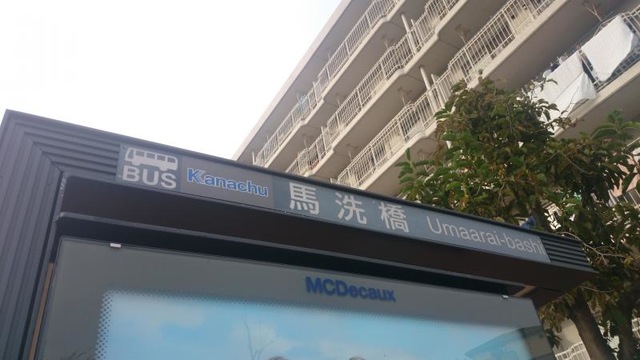 BUS Kanachu 馬洗橋 Umaarai-bashi
MCDecaux